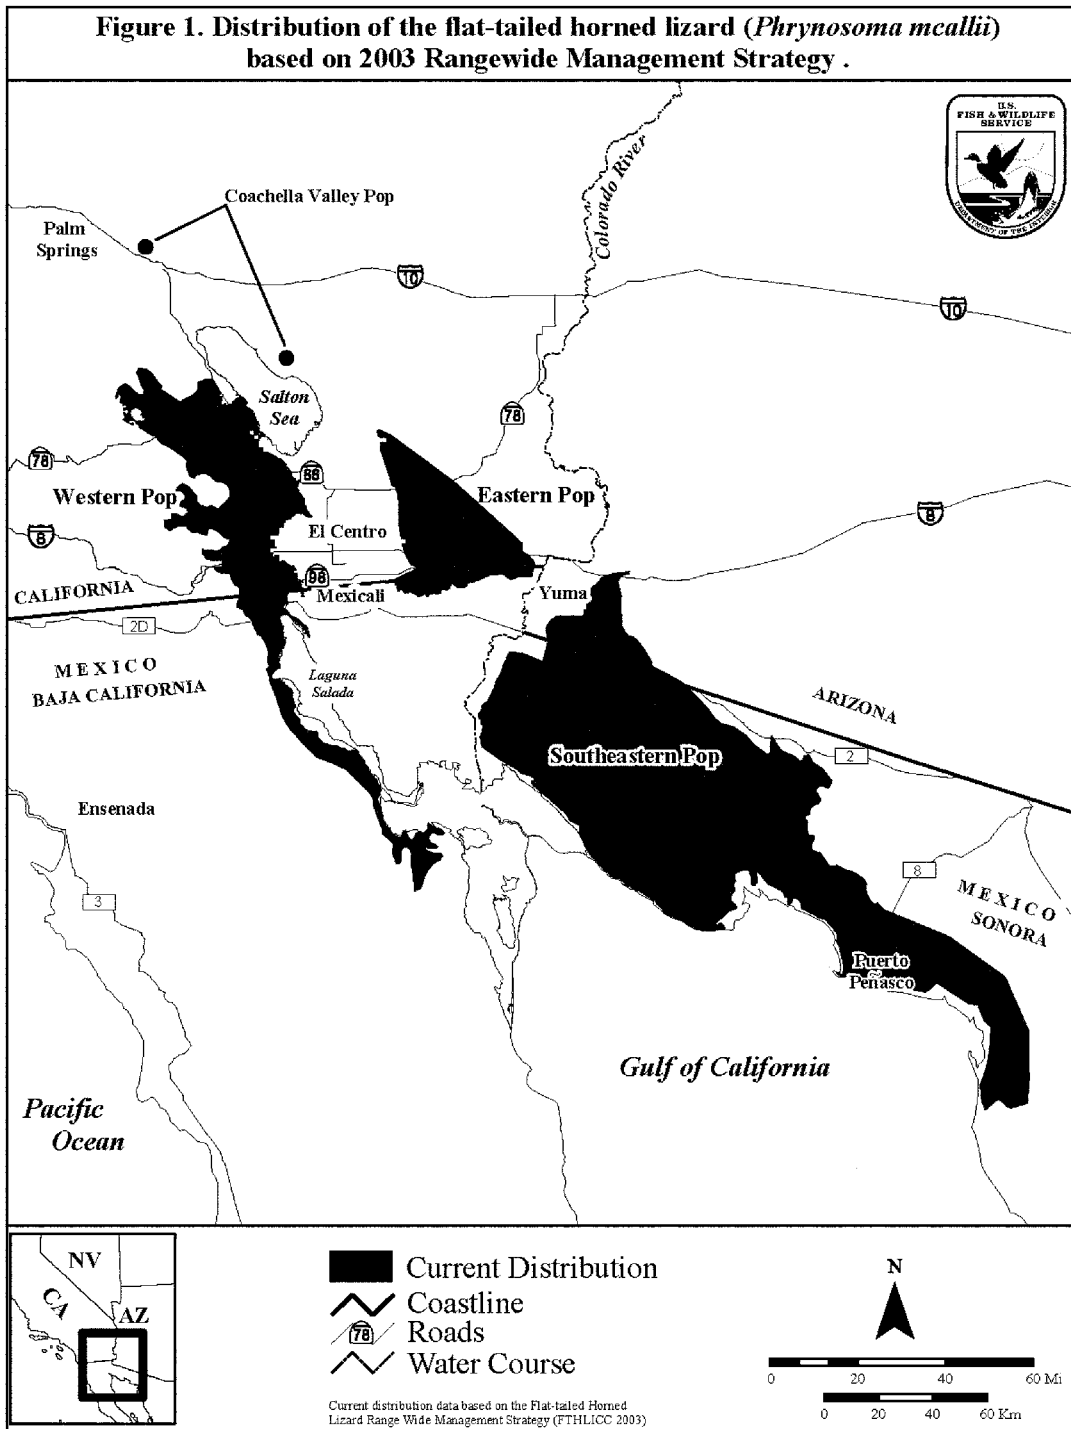 Figure 1. Distribution of the flat-tailed horned lizard (Phrynosoma mcallii)
based on 2003 Rangewide Management Strategy .
U.S.
FISH & WILDLIFE
SERVICE
DEPARTMENT OF THE INTERIOR
Colorado River
Coachella Valley Pop
Palm
Springs
10
10
Salton
Sea
78
78
86
Western Pop
Eastern Pop
8
8
El Centro
98
CALIFORNIA
Mexicali
Yuma
2D
MEXICO
BAJA CALIFORNIA
Laguna
Salada
ARIZONA
Southeastern Pop
2
Ensenada
8
3
MEXICO
SONORA
Puerto
Peñasco
Gulf of California
Pacific
Ocean
NV
CA
AZ
Current Distribution
Coastline
78
Roads
Water Course
Current distribution data based on the Flat-tailed Horned
Lizard Range Wide Management Strategy (FTHLICC 2003)
N
0 20 40 60 Mi
0 20 40 60 Km